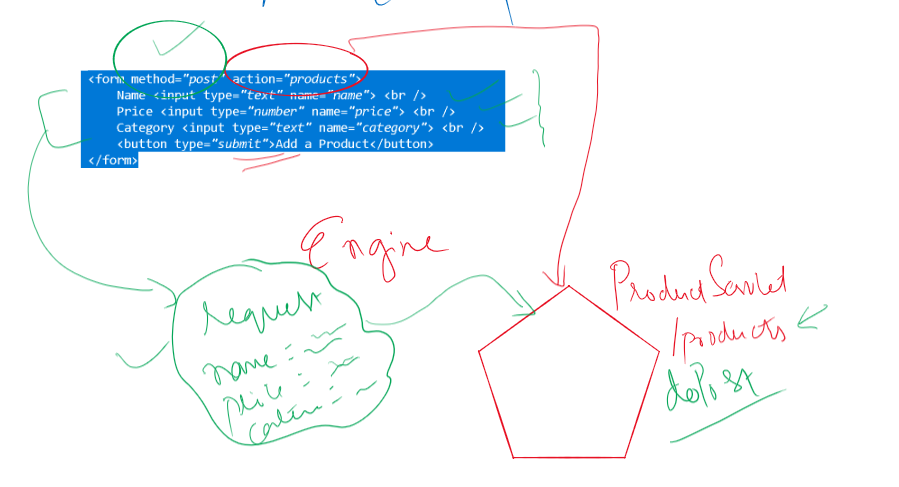 <form method="post" action="products">
Name <input type="text" name="name"> <br />
Price <input type="number" name="price"> <br />
Category <input type="text" name="category"> <br />
<button type="submit">Add a Product</button>
</form>
Engine
request
name :
price :
ProductServlet
/products
doPost